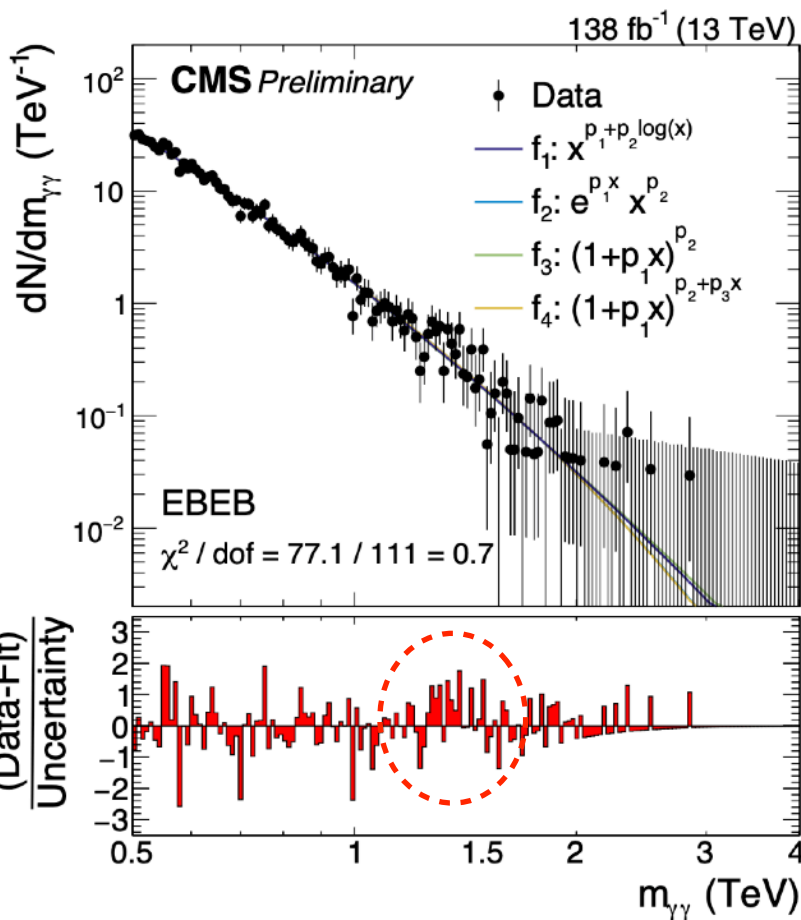 138 fb⁻¹ (13 TeV)
CMS Preliminary
Data
f₁: x^(p₁+p₂log(x))
f₂: e^(p₁x) x^(p₂)
f₃: (1+p₁x)^(p₂)
f₄: (1+p₁x)^(p₂+p₃x)
dN/dm_γγ (TeV⁻¹)
10²
10
1
10⁻¹
10⁻²
EBEB
χ² / dof = 77.1 / 111 = 0.7
(Data-Fit)
Uncertainty
3
2
1
0
−1
−2
−3
0.5 1 1.5 2 3 4
m_γγ (TeV)